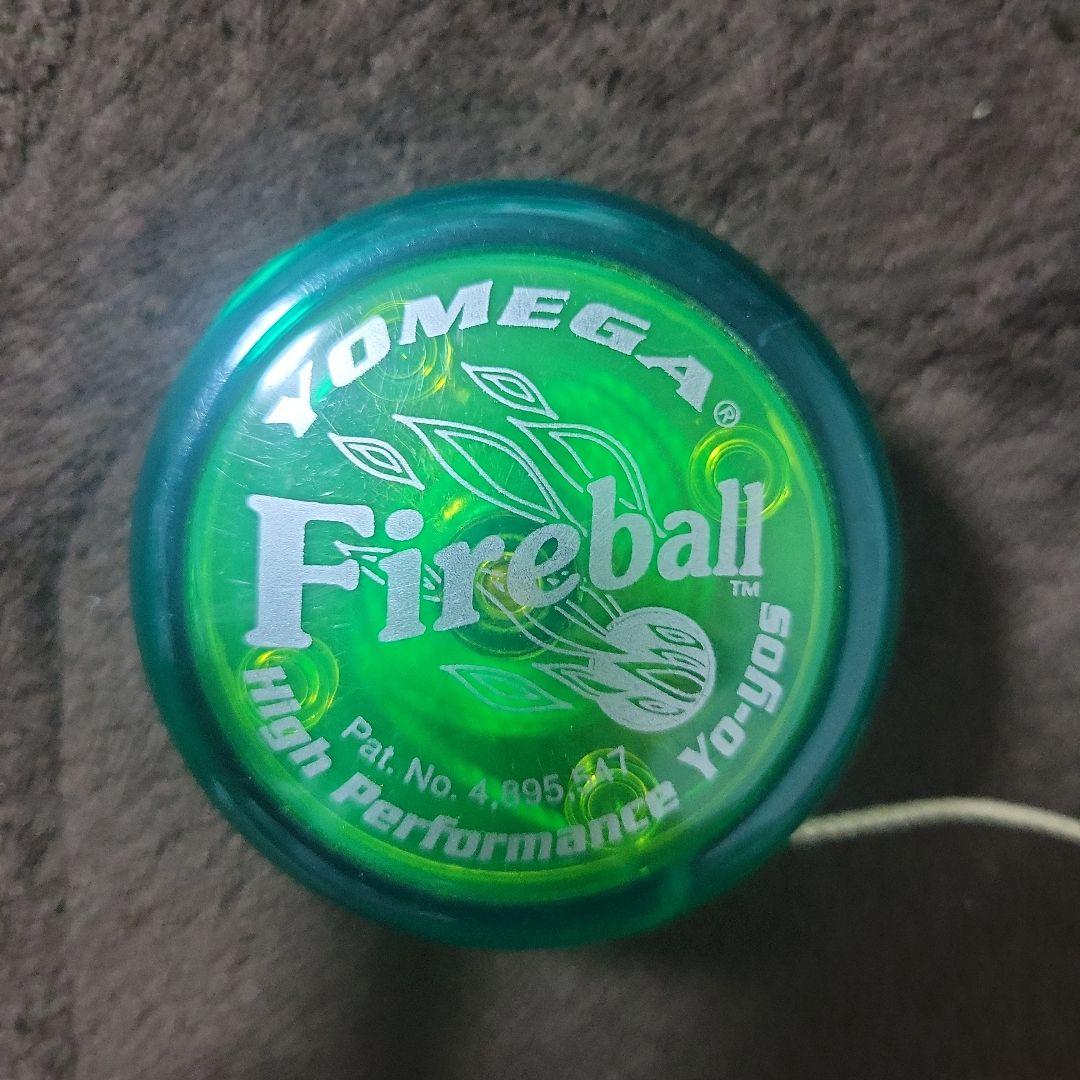 YOMEGA®
Fireball™
Pat. No. 4,895,547
High Performance Yo-yos